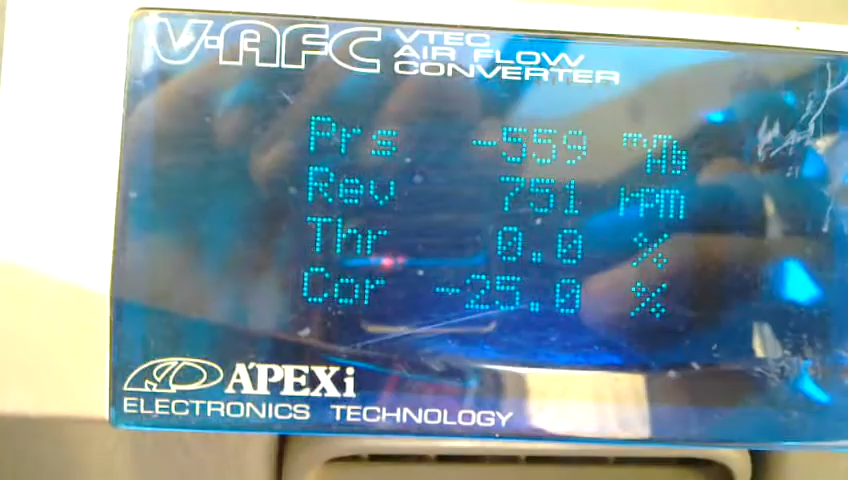 V-AFC VTEC
AIR FLOW
CONVERTER
Prs -559 mmHg
Rev 751 rpm
Thr 0.0 %
Cor -25.0 %
A'PEXi
ELECTRONICS TECHNOLOGY